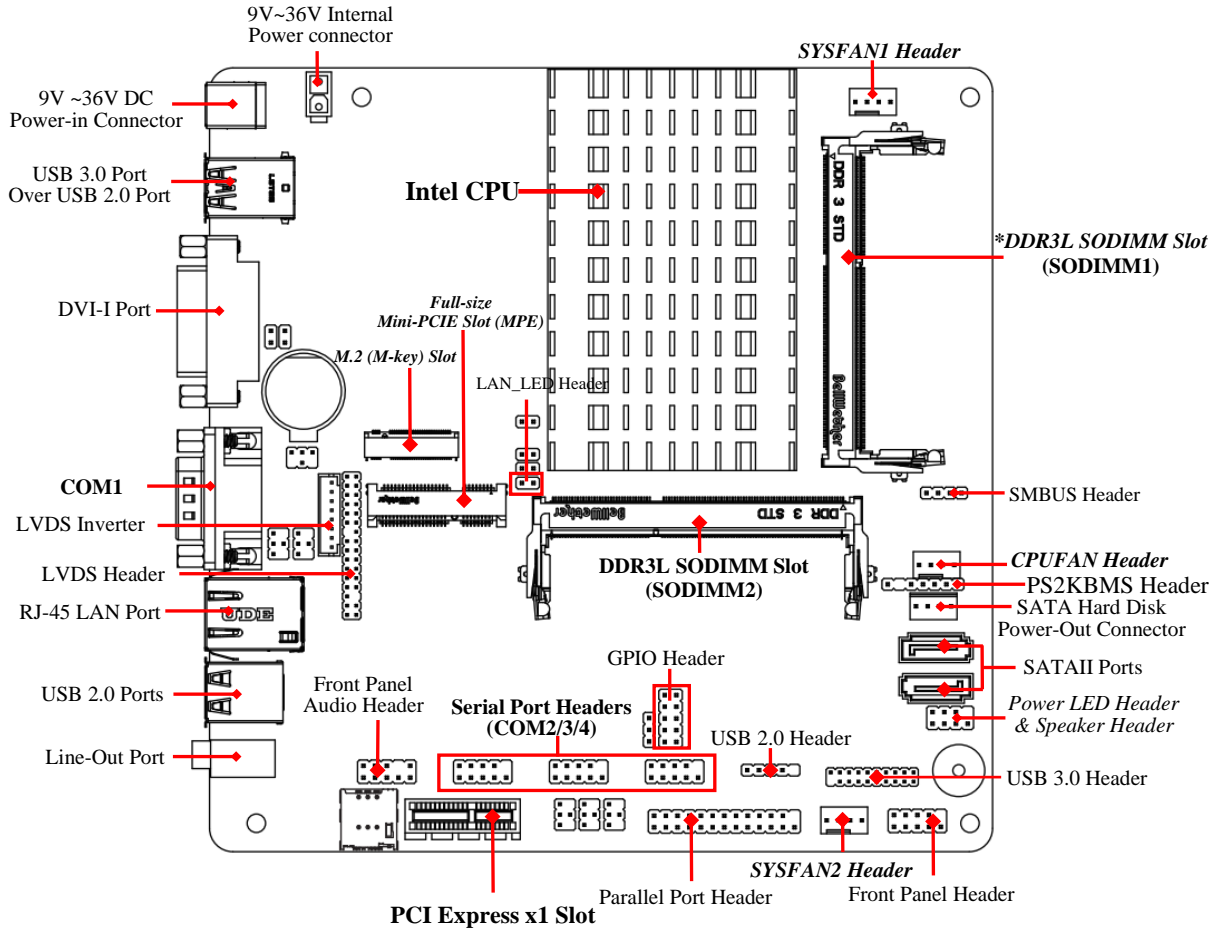 9V~36V Internal
Power connector
SYSFAN1 Header
9V ~36V DC
Power-in Connector
USB 3.0 Port
Over USB 2.0 Port
Intel CPU
DDR 3 STD
*DDR3L SODIMM Slot
(SODIMM1)
DVI-I Port
Full-size
Mini-PCIE Slot (MPE)
M.2 (M-key) Slot
LAN_LED Header
BellWether
COM1
SMBUS Header
BellWether
BellWether
DDR 3 STD
LVDS Inverter
DDR3L SODIMM Slot
(SODIMM2)
CPUFAN Header
LVDS Header
PS2KBMS Header
RJ-45 LAN Port
UDE
SATA Hard Disk
Power-Out Connector
GPIO Header
SATAII Ports
USB 2.0 Ports
Front Panel
Audio Header
Serial Port Headers
(COM2/3/4)
Power LED Header
& Speaker Header
USB 2.0 Header
Line-Out Port
USB 3.0 Header
SYSFAN2 Header
Parallel Port Header
Front Panel Header
PCI Express x1 Slot